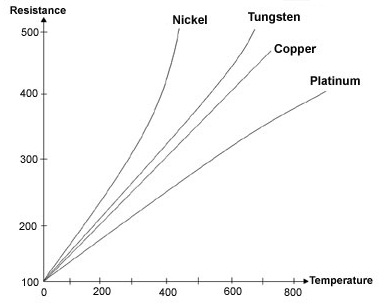 Resistance
Nickel
Tungsten
Copper
Platinum
500
400
300
200
100
0
200
400
600
800
Temperature